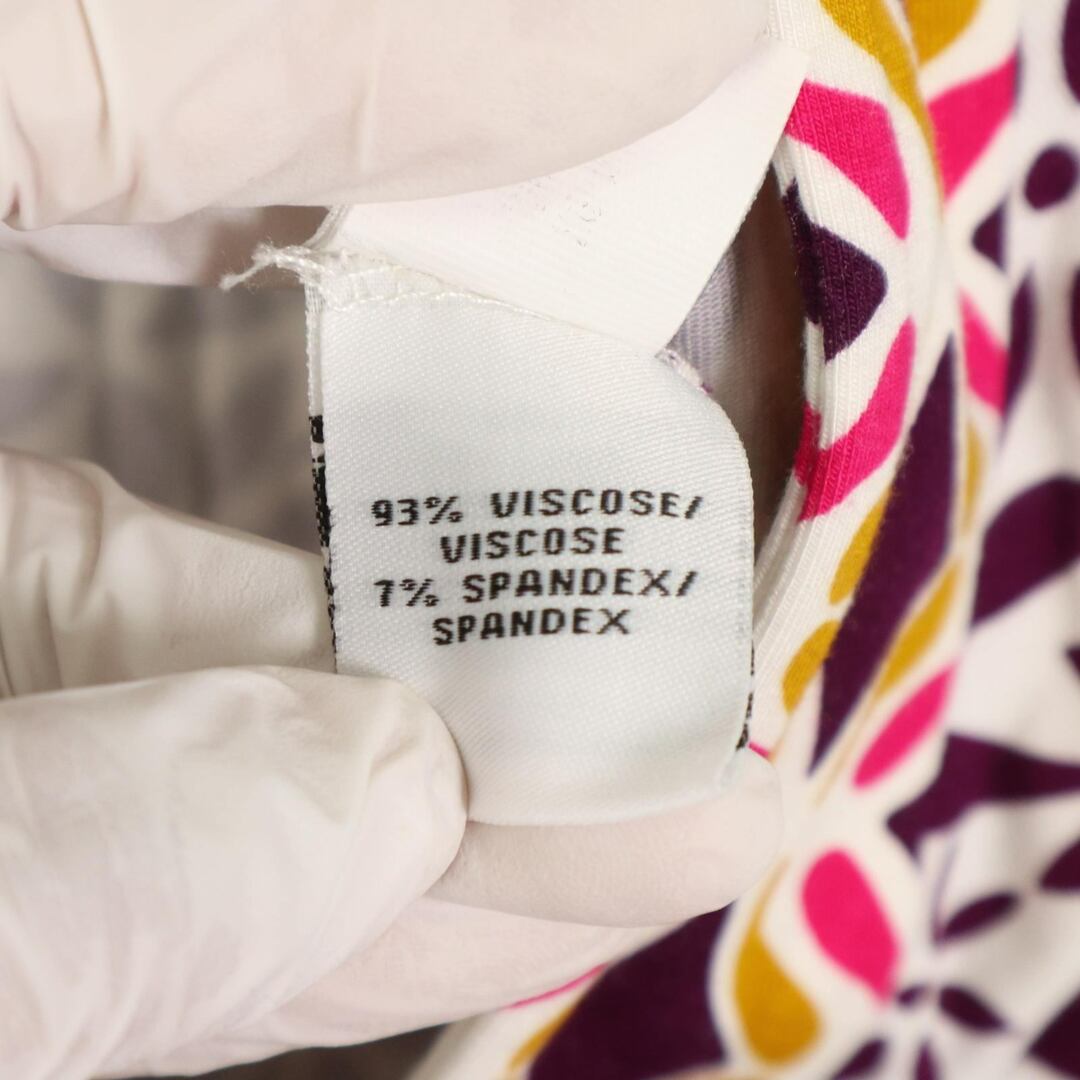 93% VISCOSE/
VISCOSE
7% SPANDEX/
SPANDEX